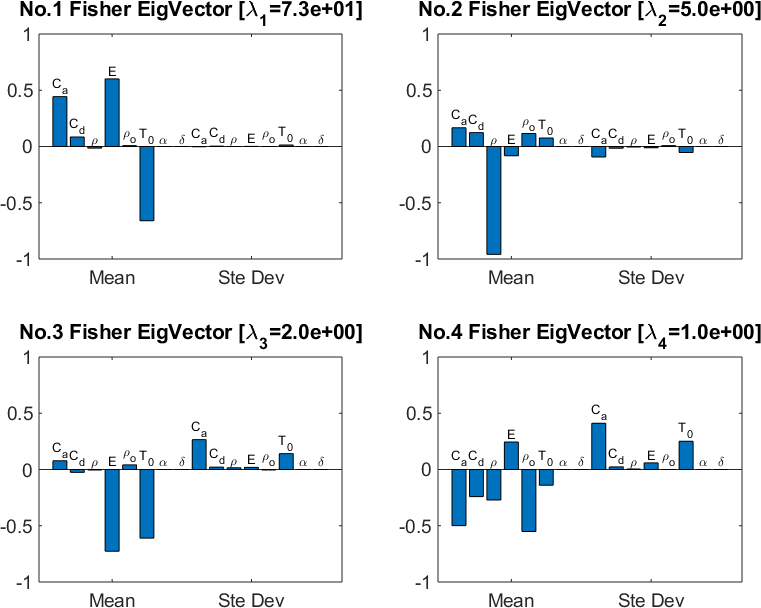 No.1 Fisher EigVector [λ1=7.3e+01]
1
0.5
0
-0.5
-1
Ca Cd ρ E ρo T0 α δ Ca Cd ρ E ρo T0 α δ
Mean Ste Dev
No.2 Fisher EigVector [λ2=5.0e+00]
1
0.5
0
-0.5
-1
Ca Cd ρ E ρo T0 α δ Ca Cd ρ E ρo T0 α δ
Mean Ste Dev
No.3 Fisher EigVector [λ3=2.0e+00]
1
0.5
0
-0.5
-1
Ca Cd ρ E ρo T0 α δ Ca Cd ρ E ρo T0 α δ
Mean Ste Dev
No.4 Fisher EigVector [λ4=1.0e+00]
1
0.5
0
-0.5
-1
Ca Cd ρ E ρo T0 α δ Ca Cd ρ E ρo T0 α δ
Mean Ste Dev